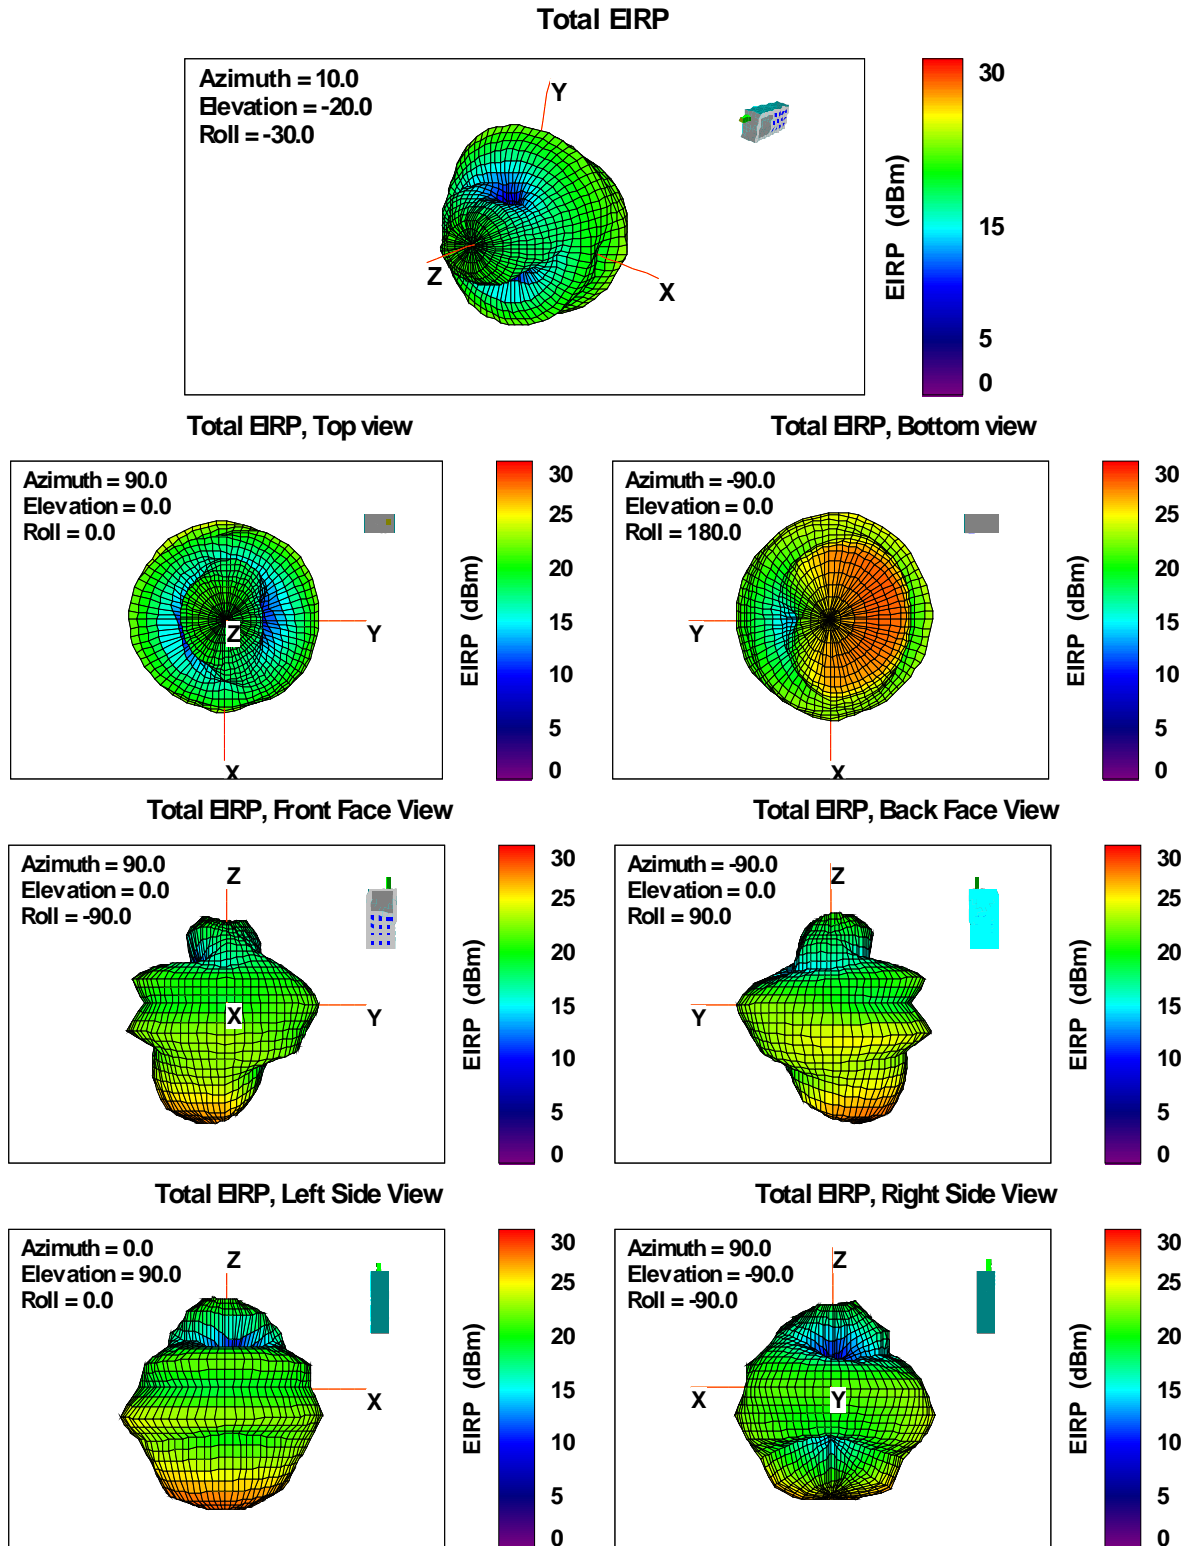 Total EIRP
Azimuth = 10.0
Elevation = -20.0
Roll = -30.0
Y
Z
X
EIRP (dBm)
30
15
5
0
Total EIRP, Top view
Azimuth = 90.0
Elevation = 0.0
Roll = 0.0
Z
Y
X
EIRP (dBm)
30
25
20
15
10
5
0
Total EIRP, Bottom view
Azimuth = -90.0
Elevation = 0.0
Roll = 180.0
Y
X
EIRP (dBm)
30
25
20
15
10
5
0
Total EIRP, Front Face View
Azimuth = 90.0
Elevation = 0.0
Roll = -90.0
Z
X
Y
EIRP (dBm)
30
25
20
15
10
5
0
Total EIRP, Back Face View
Azimuth = -90.0
Elevation = 0.0
Roll = 90.0
Z
Y
EIRP (dBm)
30
25
20
15
10
5
0
Total EIRP, Left Side View
Azimuth = 0.0
Elevation = 90.0
Roll = 0.0
Z
X
EIRP (dBm)
30
25
20
15
10
5
0
Total EIRP, Right Side View
Azimuth = 90.0
Elevation = -90.0
Roll = -90.0
Z
X
Y
EIRP (dBm)
30
25
20
15
10
5
0